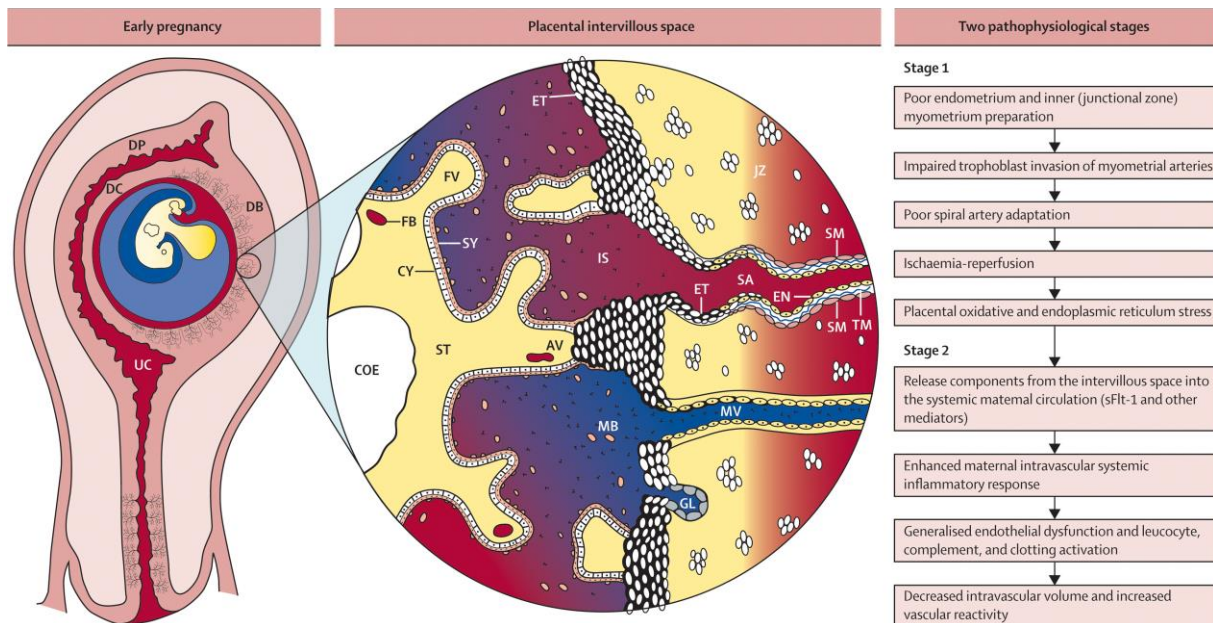 Early pregnancy
Placental intervillous space
Two pathophysiological stages
DP
DC
DB
UC
ET
JZ
FV
FB
SY
CY
IS
SM
SA
ET
EN
SM
TM
AV
ST
COE
MB
MV
GL
Stage 1
Poor endometrium and inner (junctional zone)
myometrium preparation
Impaired trophoblast invasion of myometrial arteries
Poor spiral artery adaptation
Ischaemia-reperfusion
Placental oxidative and endoplasmic reticulum stress
Stage 2
Release components from the intervillous space into
the systemic maternal circulation (sFlt-1 and other
mediators)
Enhanced maternal intravascular systemic
inflammatory response
Generalised endothelial dysfunction and leucocyte,
complement, and clotting activation
Decreased intravascular volume and increased
vascular reactivity